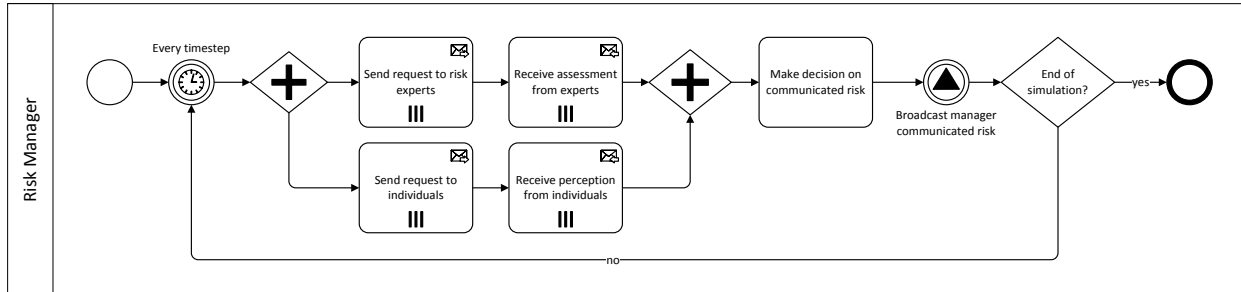 Risk Manager
Every timestep
Send request to risk
experts
Receive assessment
from experts
Send request to
individuals
Receive perception
from individuals
Make decision on
communicated risk
Broadcast manager
communicated risk
End of
simulation?
yes
no